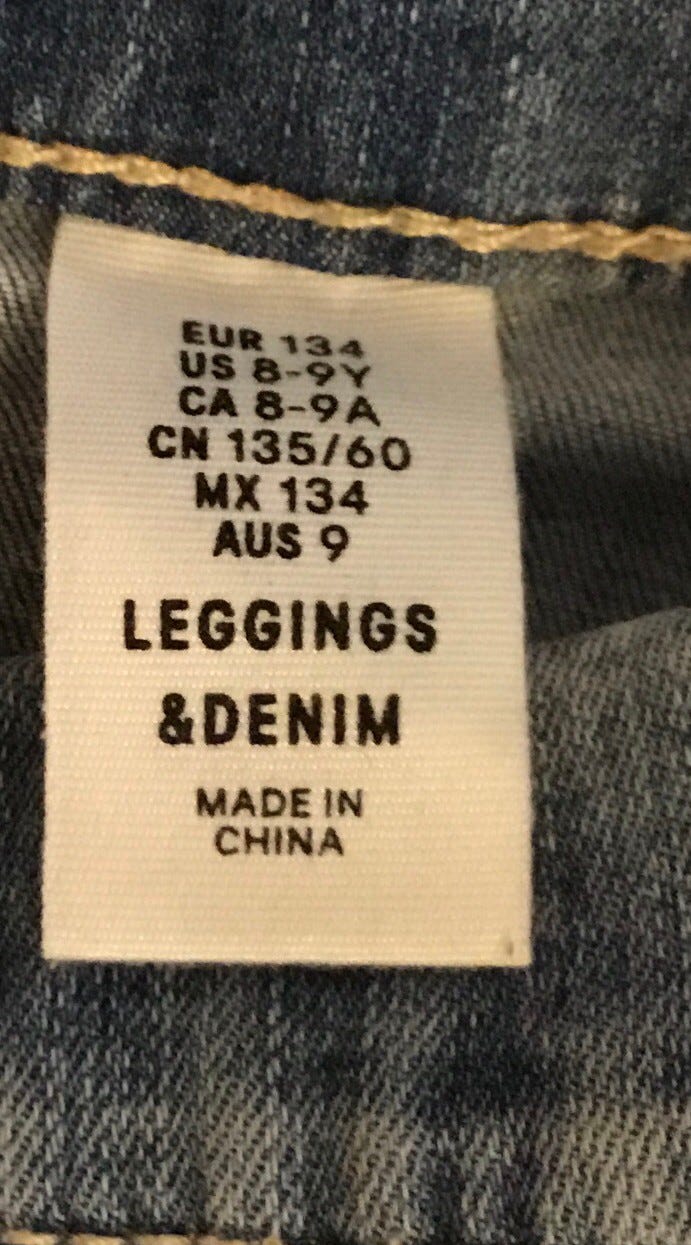 EUR 134
US 8-9Y
CA 8-9A
CN 135/60
MX 134
AUS 9
LEGGINGS
&DENIM
MADE IN
CHINA